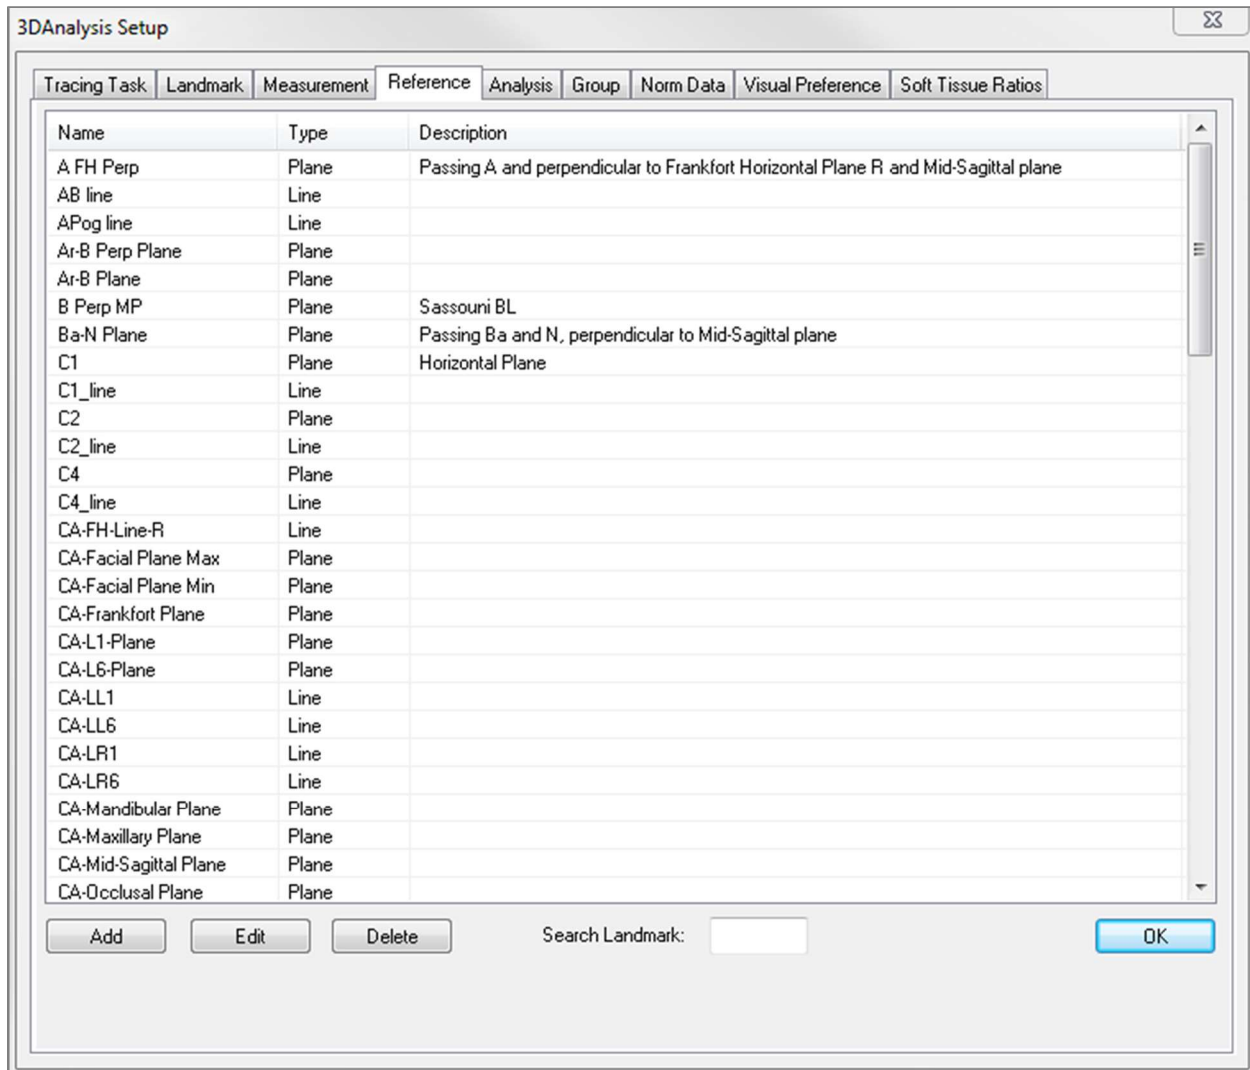 3DAnalysis Setup
Tracing Task Landmark Measurement Reference Analysis Group Norm Data Visual Preference Soft Tissue Ratios
Name Type Description
A FH Perp Plane Passing A and perpendicular to Frankfort Horizontal Plane R and Mid-Sagittal plane
AB line Line
APog line Line
Ar-B Perp Plane Plane
Ar-B Plane Plane
B Perp MP Plane Sassouni BL
Ba-N Plane Plane Passing Ba and N, perpendicular to Mid-Sagittal plane
C1 Plane Horizontal Plane
C1_line Line
C2 Plane
C2_line Line
C4 Plane
C4_line Line
CA-FH-Line-R Line
CA-Facial Plane Max Plane
CA-Facial Plane Min Plane
CA-Frankfort Plane Plane
CA-L1-Plane Plane
CA-L6-Plane Plane
CA-LL1 Line
CA-LL6 Line
CA-LR1 Line
CA-LR6 Line
CA-Mandibular Plane Plane
CA-Maxillary Plane Plane
CA-Mid-Sagittal Plane Plane
CA-Occlusal Plane Plane
Add Edit Delete Search Landmark: OK